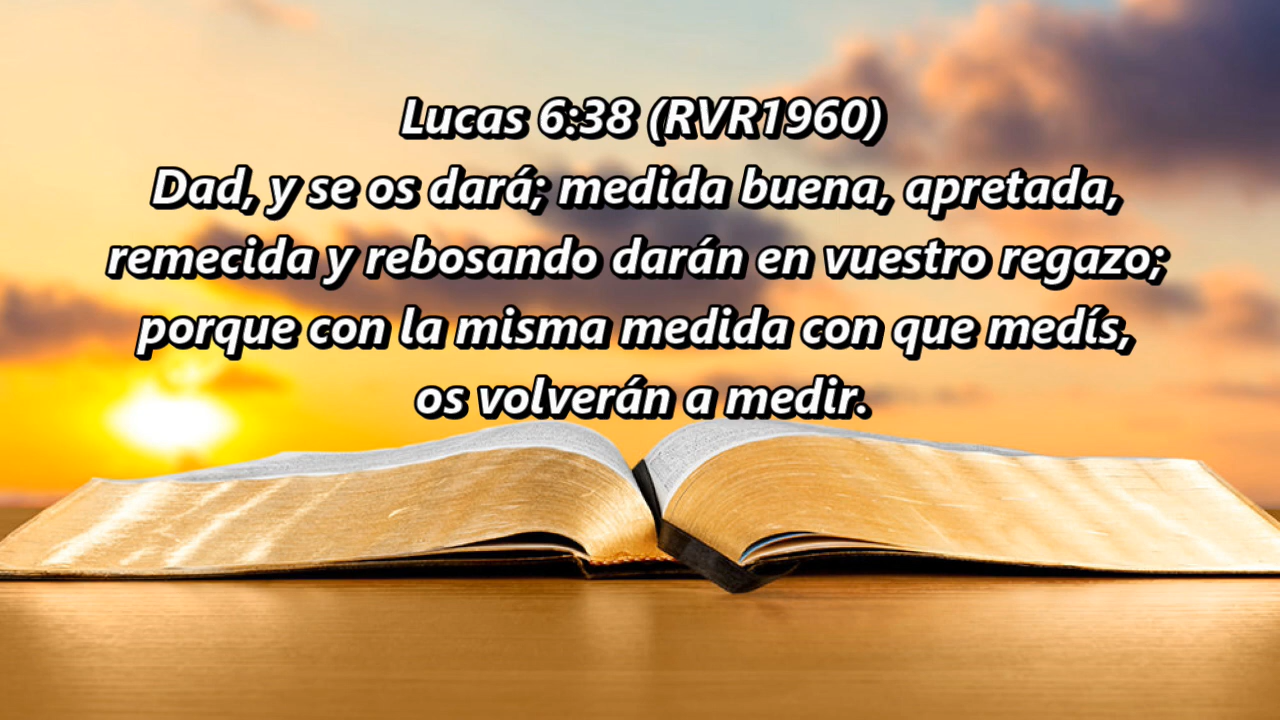 Lucas 6:38 (RVR1960)
Dad, y se os dará; medida buena, apretada,
remecida y rebosando darán en vuestro regazo;
porque con la misma medida con que medís,
os volverán a medir.